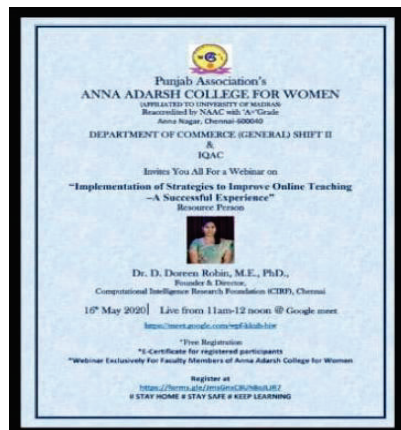 Punjab Association's
ANNA ADARSH COLLEGE FOR WOMEN
(AFFILIATED TO UNIVERSITY OF MADRAS)
Reaccredited by NAAC with 'A+'Grade
Anna Nagar, Chennai-600040
DEPARTMENT OF COMMERCE (GENERAL) SHIFT II
&
IQAC
Invites You All For a Webinar on
"Implementation of Strategies to Improve Online Teaching
–A Successful Experience"
Resource Person
Dr. D. Doreen Robin, M.E., PhD.,
Founder & Director,
Computational Intelligence Research Foundation (CIRF), Chennai
16th May 2020| Live from 11am-12 noon @ Google meet
*Free Registration
*E-Certificate for registered participants
*Webinar Exclusively For Faculty Members of Anna Adarsh College for Women
Register at
# STAY HOME # STAY SAFE # KEEP LEARNING